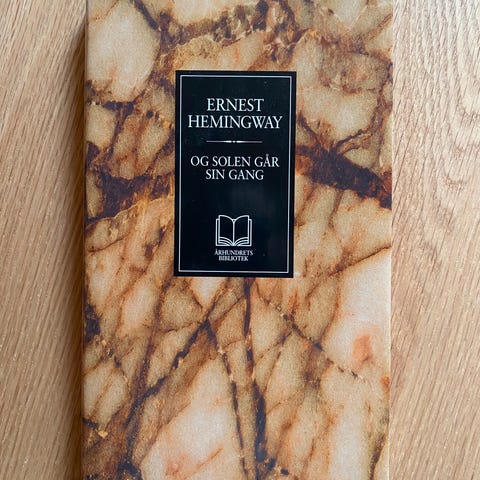 ERNEST
HEMINGWAY
OG SOLEN GÅR
SIN GANG
ÅRHUNDRETS
BIBLIOTEK